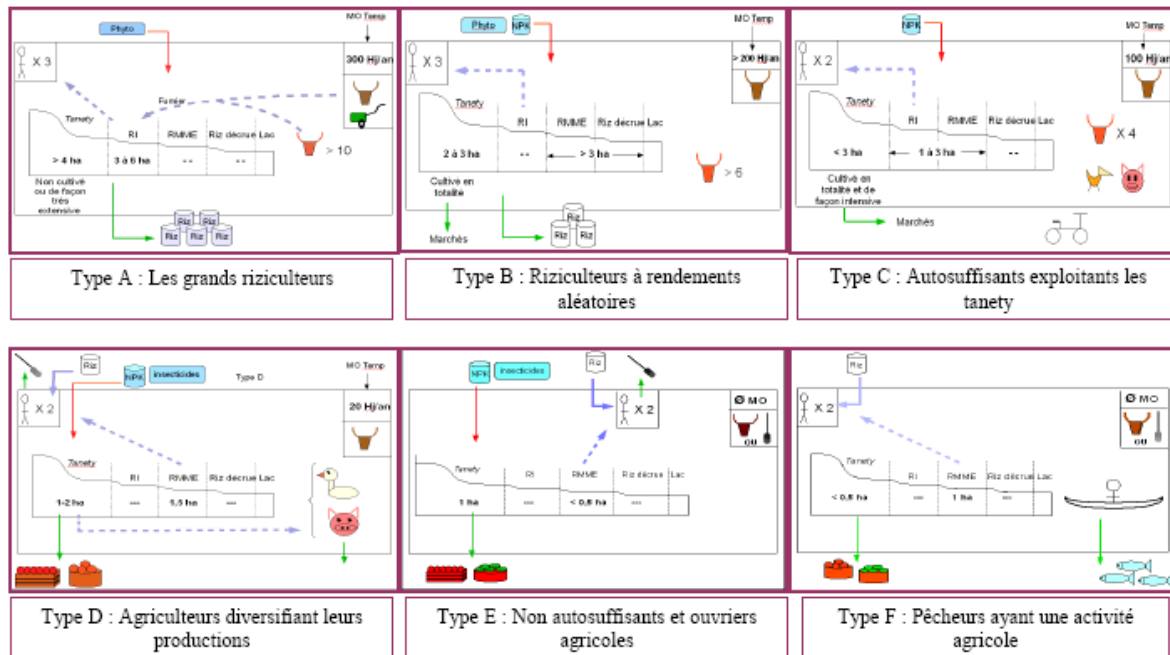 MO Temp
Phyto
X 3
300 Hj/an
Fumier
Tanety
RI RMME Riz décrue Lac
> 10
> 4 ha 3 à 6 ha -- --
Non cultivé
ou de façon
très
extensive
Riz Riz
Riz Riz Riz
Type A : Les grands riziculteurs
MO Temp
Phyto NPK
X 3
> 200 Hj/an
Tanety
RI RMME Riz décrue Lac
2 à 3 ha -- > 3 ha
> 6
Cultivé en
totalité
Marchés
Riz
Riz Riz
Type B : Riziculteurs à rendements
aléatoires
MO Temp
NPK
X 2
100 Hj/an
Tanety
RI RMME Riz décrue Lac
X 4
< 3 ha 1 à 3 ha --
Cultivé en
totalité et de
façon intensive
Marchés
Type C : Autosuffisants exploitants les
tanety
Riz
NPK insecticides Type D
MO Temp
X 2
20 Hj/an
Tanety
RI RMME Riz décrue Lac
1-2 ha --- 1,5 ha ---
Type D : Agriculteurs diversifiant leurs
productions
Riz
NPK insecticides
X 2
Ø MO
ou
Tanety
RI RMME Riz décrue Lac
1 ha --- < 0,5 ha ---
Type E : Non autosuffisants et ouvriers
agricoles
Riz
X 2
Ø MO
ou
Tanety
RI RMME Riz décrue Lac
< 0,5 ha --- 1 ha ---
Type F : Pêcheurs ayant une activité
agricole